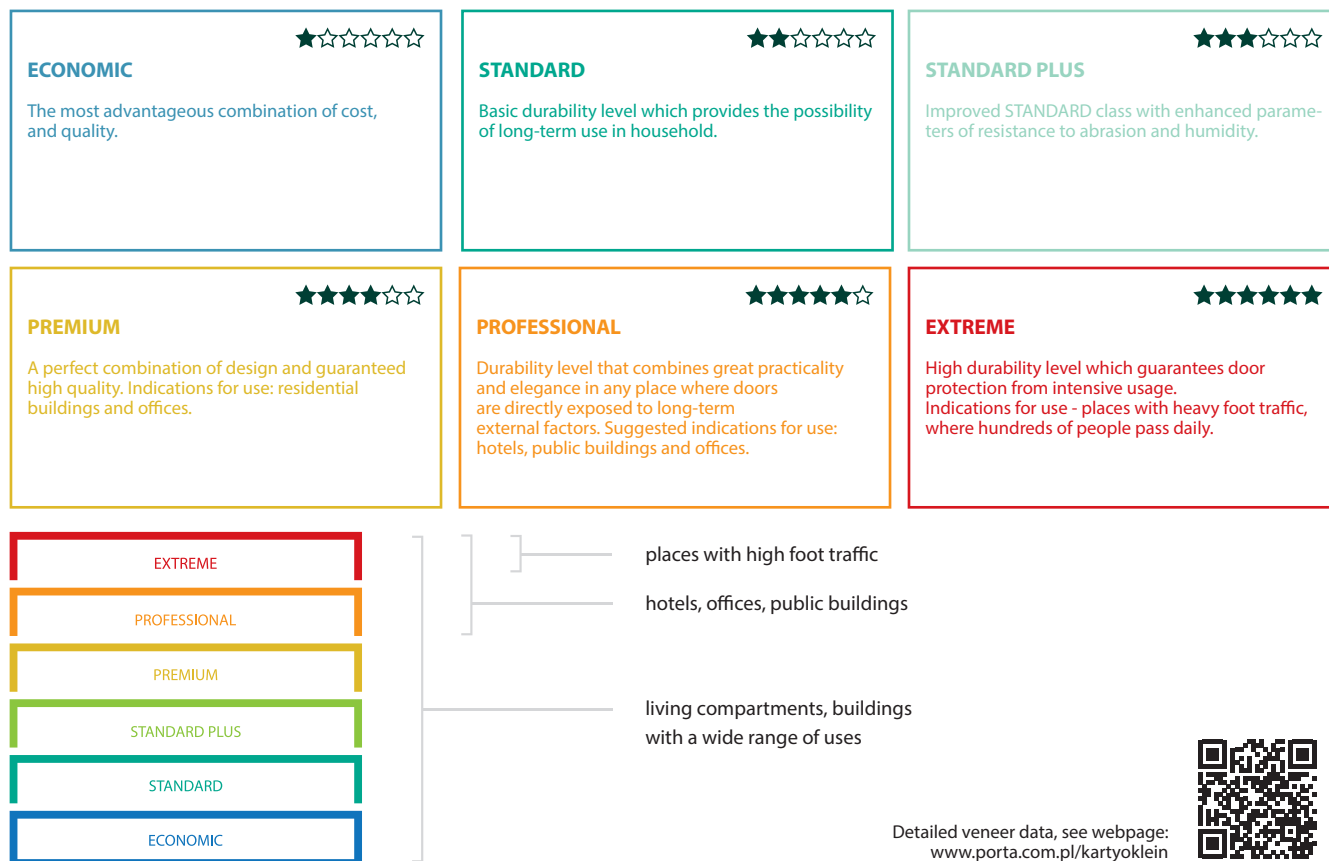 ECONOMIC
The most advantageous combination of cost,
and quality.
STANDARD
Basic durability level which provides the possibility
of long-term use in household.
STANDARD PLUS
Improved STANDARD class with enhanced parame-
ters of resistance to abrasion and humidity.
PREMIUM
A perfect combination of design and guaranteed
high quality. Indications for use: residential
buildings and offices.
PROFESSIONAL
Durability level that combines great practicality
and elegance in any place where doors
are directly exposed to long-term
external factors. Suggested indications for use:
hotels, public buildings and offices.
EXTREME
High durability level which guarantees door
protection from intensive usage.
Indications for use - places with heavy foot traffic,
where hundreds of people pass daily.
EXTREME
PROFESSIONAL
PREMIUM
STANDARD PLUS
STANDARD
ECONOMIC
places with high foot traffic
hotels, offices, public buildings
living compartments, buildings
with a wide range of uses
Detailed veneer data, see webpage:
www.porta.com.pl/kartyoklein